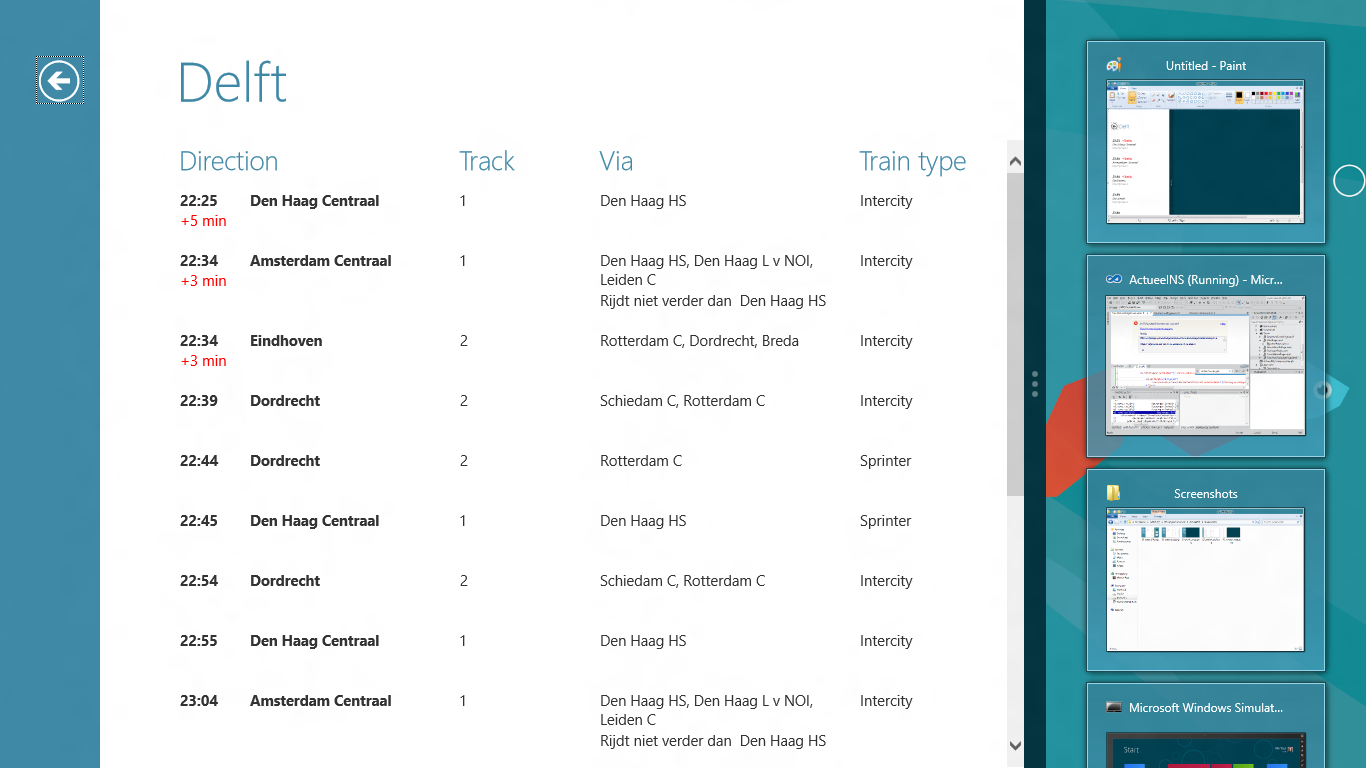 Delft
Direction Track Via Train type
22:25 Den Haag Centraal 1 Den Haag HS Intercity
+5 min
22:34 Amsterdam Centraal 1 Den Haag HS, Den Haag L v NOI, Intercity
+3 min Leiden C
Rijdt niet verder dan Den Haag HS
22:34 Eindhoven 2 Rotterdam C, Dordrecht, Breda Intercity
+3 min
22:39 Dordrecht 2 Schiedam C, Rotterdam C Intercity
22:44 Dordrecht 2 Rotterdam C Sprinter
22:45 Den Haag Centraal 1 Den Haag HS Sprinter
22:54 Dordrecht 2 Schiedam C, Rotterdam C Intercity
22:55 Den Haag Centraal 1 Den Haag HS Intercity
23:04 Amsterdam Centraal 1 Den Haag HS, Den Haag L v NOI, Intercity
Leiden C
Rijdt niet verder dan Den Haag HS
Untitled - Paint
Delft
ActueelNS (Running) - Micr...
Screenshots
Microsoft Windows Simulat...
Start